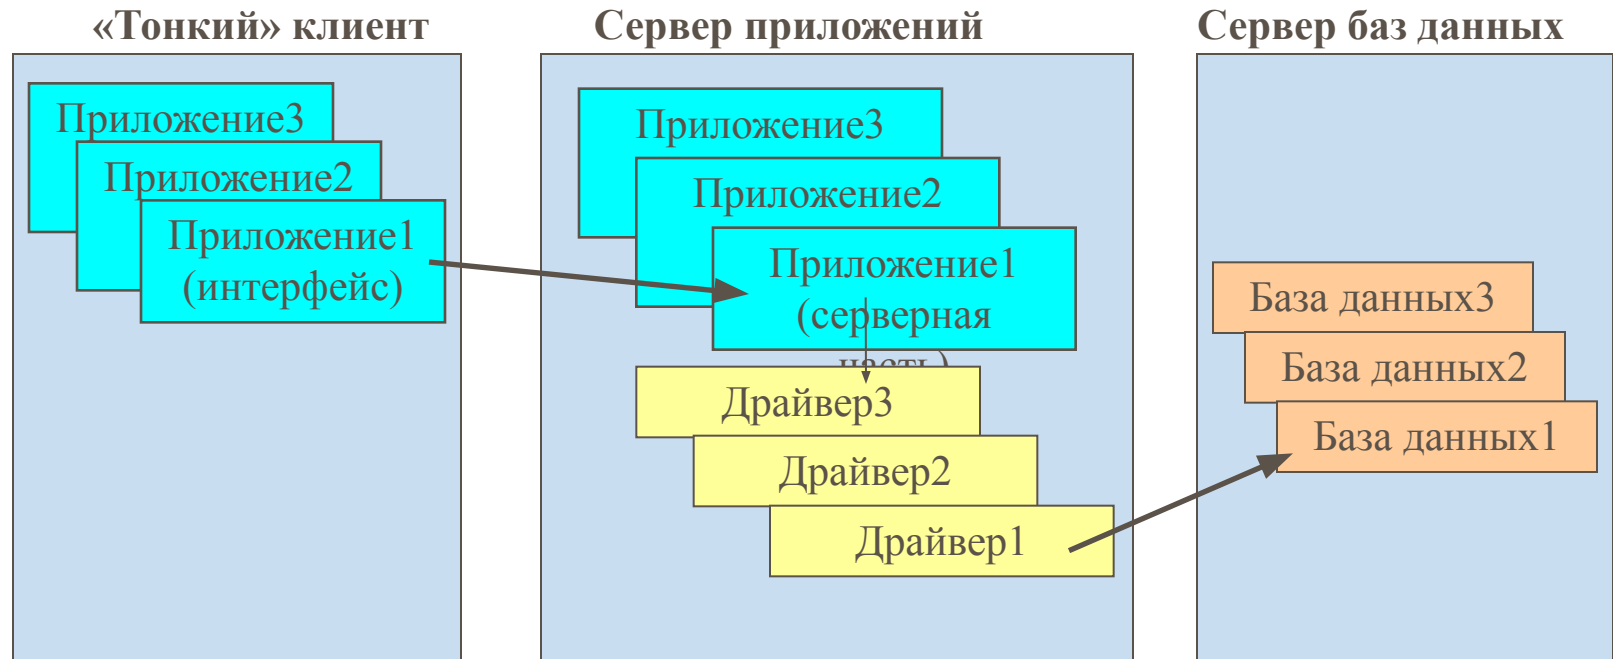 «Тонкий» клиент
Приложение3
Приложение2
Приложение1
(интерфейс)
Сервер приложений
Приложение3
Приложение2
Приложение1
(серверная
часть)
Драйвер3
Драйвер2
Драйвер1
Сервер баз данных
База данных3
База данных2
База данных1